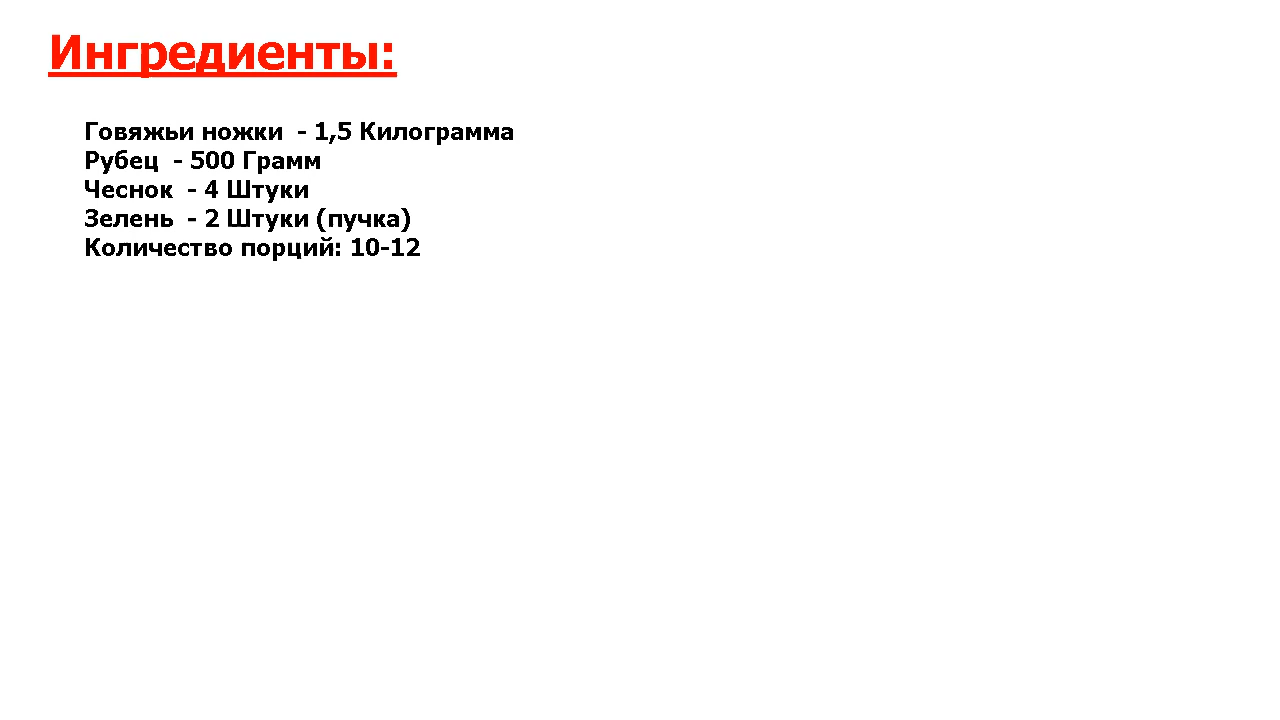 Ингредиенты:
Говяжьи ножки  - 1,5 Килограмма
Рубец  - 500 Грамм
Чеснок  - 4 Штуки
Зелень  - 2 Штуки (пучка)
Количество порций: 10-12